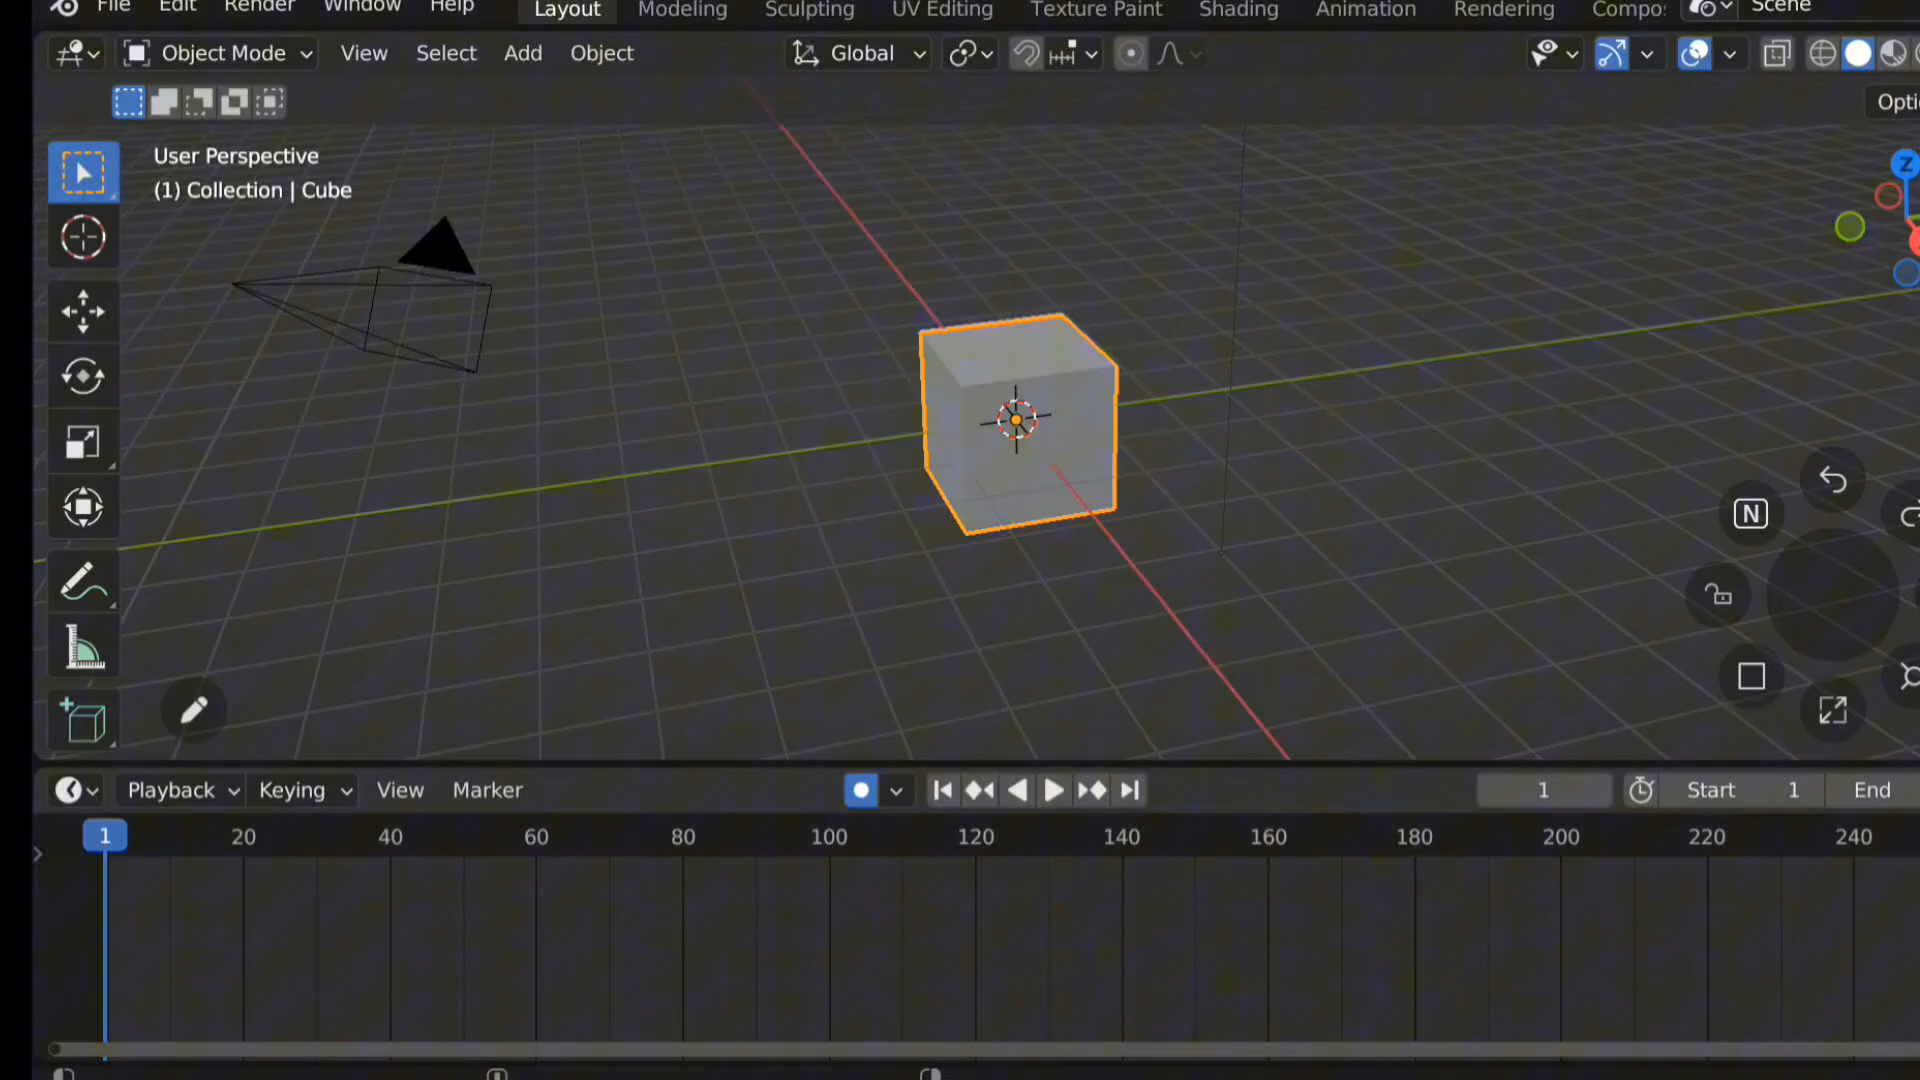 File Edit Render Window Help Layout Modeling Sculpting UV Editing Texture Paint Shading Animation Rendering Compo Scene
Object Mode View Select Add Object Global
Opti
User Perspective
(1) Collection | Cube
Z
N
Playback Keying View Marker 1 Start 1 End
1 20 40 60 80 100 120 140 160 180 200 220 240